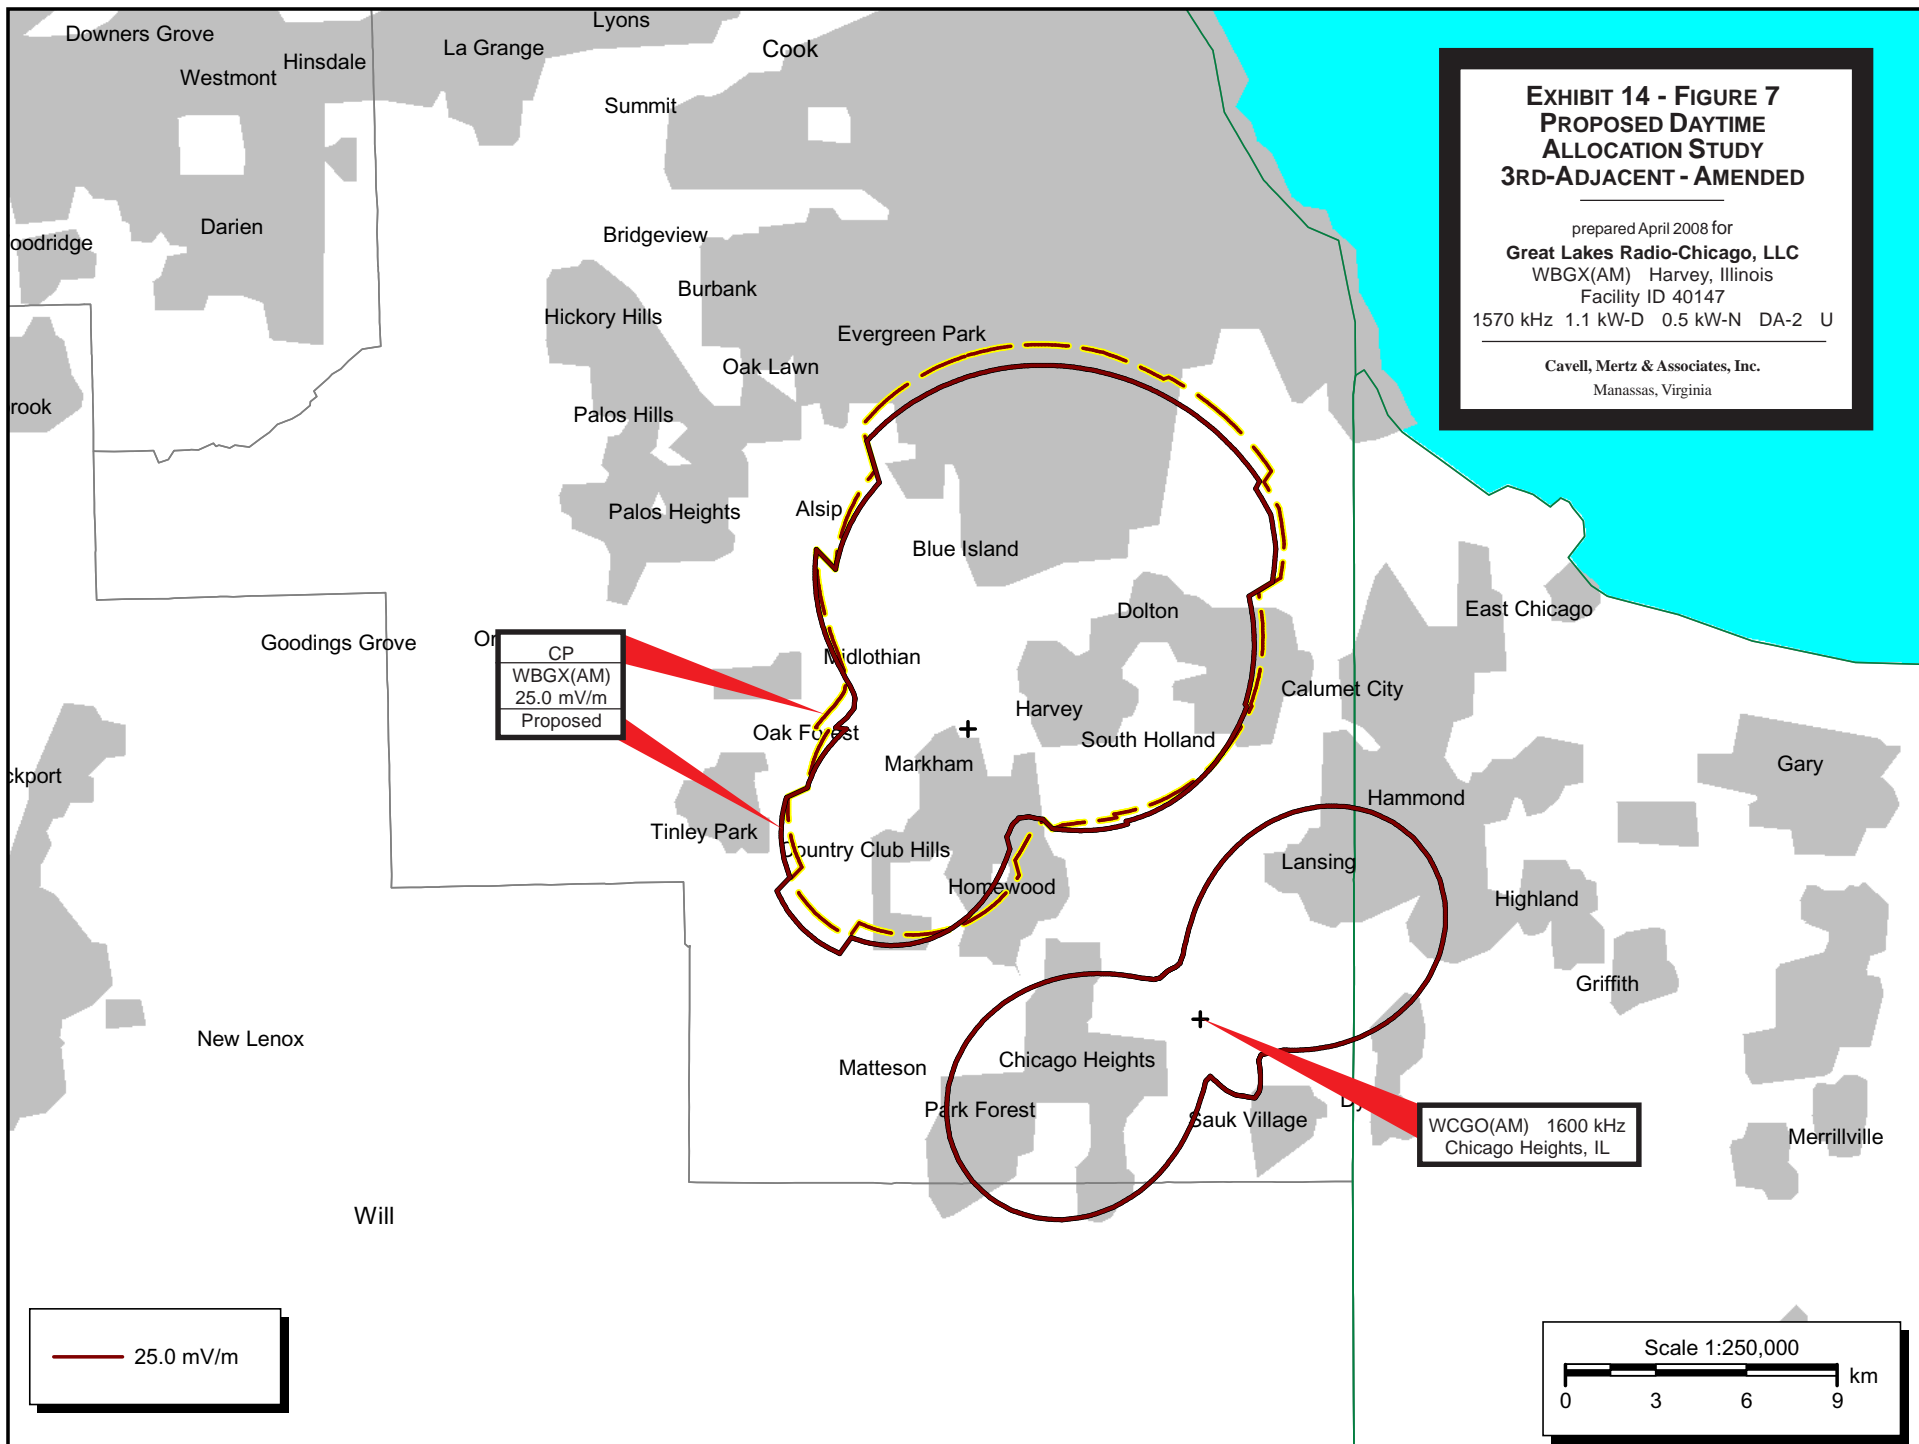 Downers Grove
Westmont
Hinsdale
La Grange
Lyons
Cook
Summit
EXHIBIT 14 - FIGURE 7
PROPOSED DAYTIME
ALLOCATION STUDY
3RD-ADJACENT - AMENDED
prepared April 2008 for
Great Lakes Radio-Chicago, LLC
WBGX(AM) Harvey, Illinois
Facility ID 40147
1570 kHz 1.1 kW-D 0.5 kW-N DA-2 U
Cavell, Mertz & Associates, Inc.
Manassas, Virginia
Darien
oodridge
Bridgeview
Burbank
Hickory Hills
Evergreen Park
Oak Lawn
rook
Palos Hills
Palos Heights
Alsip
Blue Island
Dolton
East Chicago
Goodings Grove
Or
CP
WBGX(AM)
25.0 mV/m
Proposed
Midlothian
Calumet City
Harvey
South Holland
Oak Forest
Markham
Gary
ckport
Hammond
Tinley Park
Country Club Hills
Lansing
Homewood
Highland
Griffith
New Lenox
Matteson
Chicago Heights
Park Forest
Sauk Village
Dy
WCGO(AM) 1600 kHz
Chicago Heights, IL
Merrillville
Will
25.0 mV/m
Scale 1:250,000
km
0 3 6 9